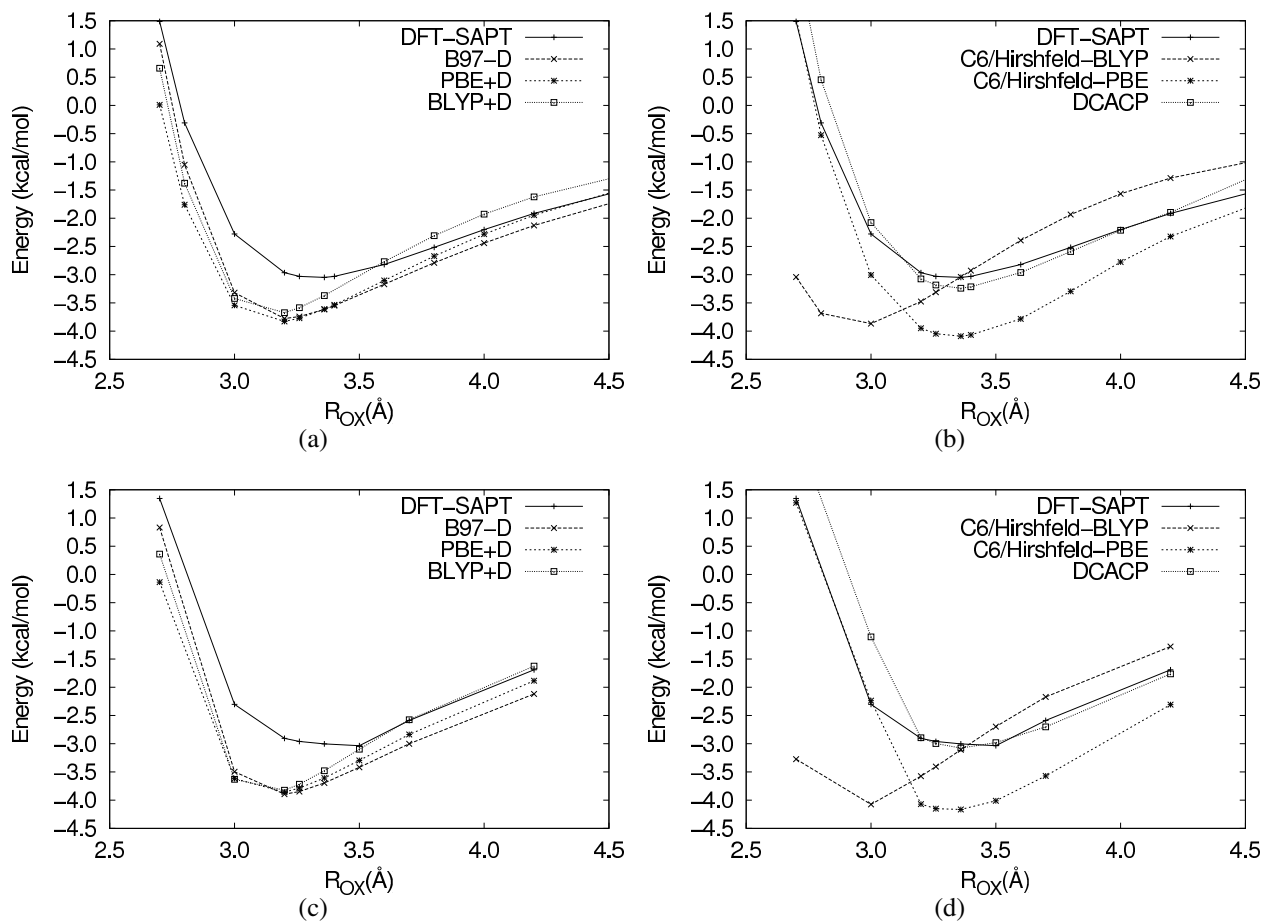 1.5
1.0
0.5
0.0
−0.5
−1.0
−1.5
−2.0
−2.5
−3.0
−3.5
−4.0
−4.5
Energy (kcal/mol)
DFT−SAPT
B97−D
PBE+D
BLYP+D
2.5 3.0 3.5 4.0 4.5
R_OX(Å)
(a)
1.5
1.0
0.5
0.0
−0.5
−1.0
−1.5
−2.0
−2.5
−3.0
−3.5
−4.0
−4.5
Energy (kcal/mol)
DFT−SAPT
C6/Hirshfeld−BLYP
C6/Hirshfeld−PBE
DCACP
2.5 3.0 3.5 4.0 4.5
R_OX(Å)
(b)
1.5
1.0
0.5
0.0
−0.5
−1.0
−1.5
−2.0
−2.5
−3.0
−3.5
−4.0
−4.5
Energy (kcal/mol)
DFT−SAPT
B97−D
PBE+D
BLYP+D
2.5 3.0 3.5 4.0 4.5
R_OX(Å)
(c)
1.5
1.0
0.5
0.0
−0.5
−1.0
−1.5
−2.0
−2.5
−3.0
−3.5
−4.0
−4.5
Energy (kcal/mol)
DFT−SAPT
C6/Hirshfeld−BLYP
C6/Hirshfeld−PBE
DCACP
2.5 3.0 3.5 4.0 4.5
R_OX(Å)
(d)